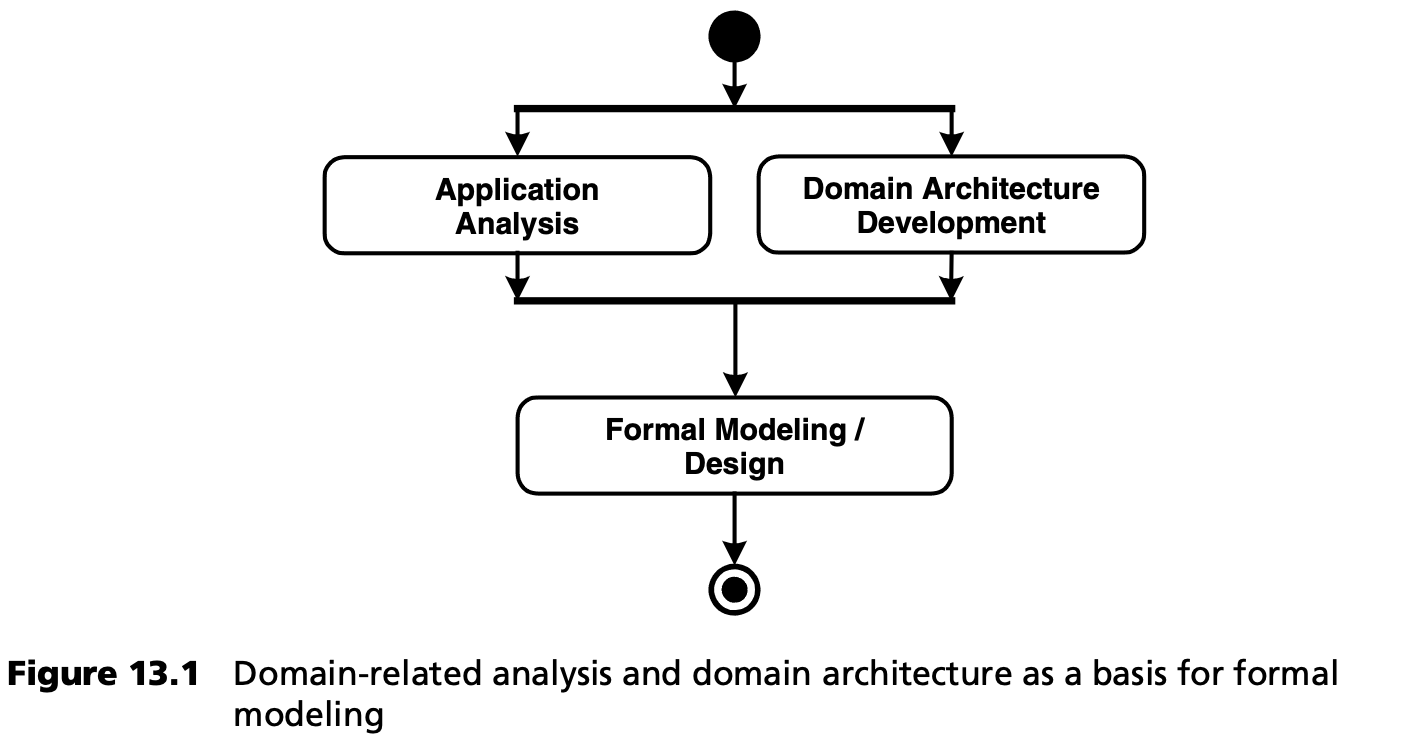 Application
Analysis
Domain Architecture
Development
Formal Modeling /
Design
Figure 13.1 Domain-related analysis and domain architecture as a basis for formal
modeling